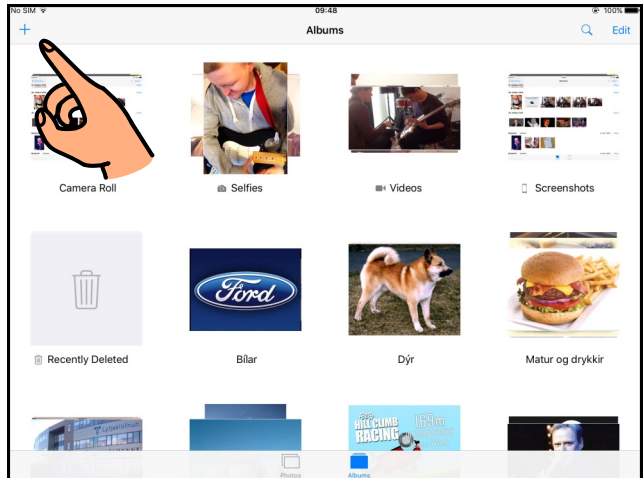 No SIM 09:48 100%
Albums Edit
Camera Roll Selfies Videos Screenshots
Ford
Recently Deleted Bílar Dýr Matur og drykkir
HILL CLIMB
RACING
Photos Albums